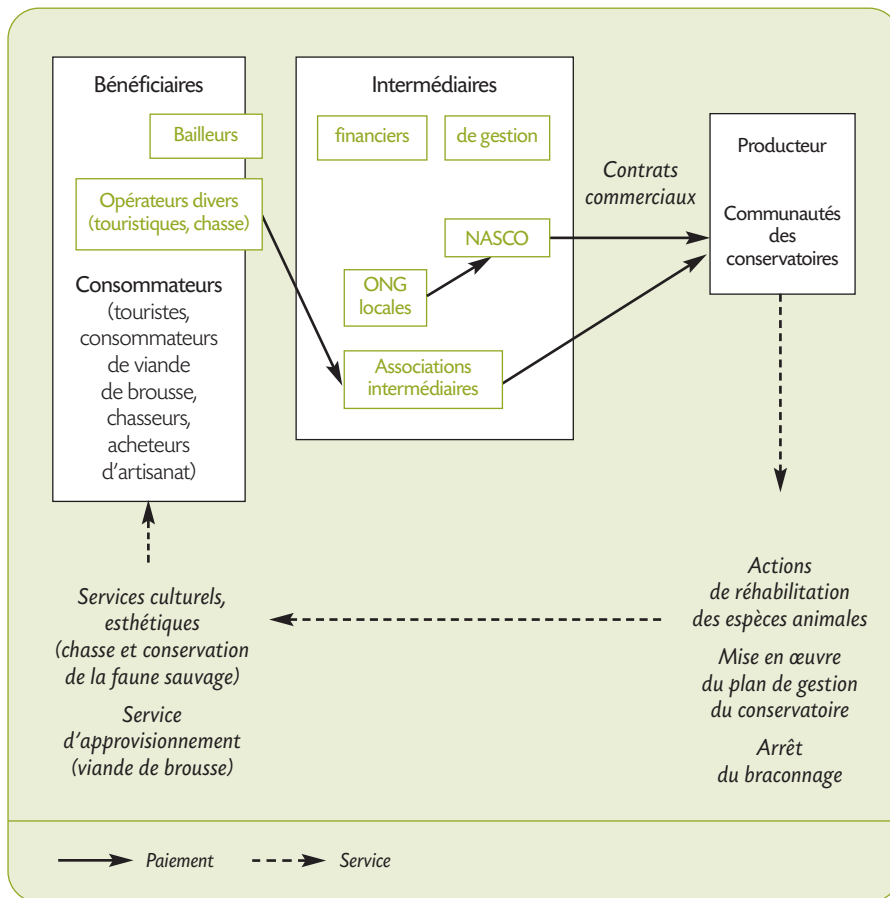 Bénéficiaires
Bailleurs
Opérateurs divers
(touristiques, chasse)
Consommateurs
(touristes,
consommateurs
de viande
de brousse,
chasseurs,
acheteurs
d'artisanat)
Intermédiaires
financiers
de gestion
NASCO
ONG
locales
Associations
intermédiaires
Contrats
commerciaux
Producteur
Communautés
des
conservatoires
Services culturels,
esthétiques
(chasse et conservation
de la faune sauvage)
Service
d'approvisionnement
(viande de brousse)
Actions
de réhabilitation
des espèces animales
Mise en œuvre
du plan de gestion
du conservatoire
Arrêt
du braconnage
Paiement
Service